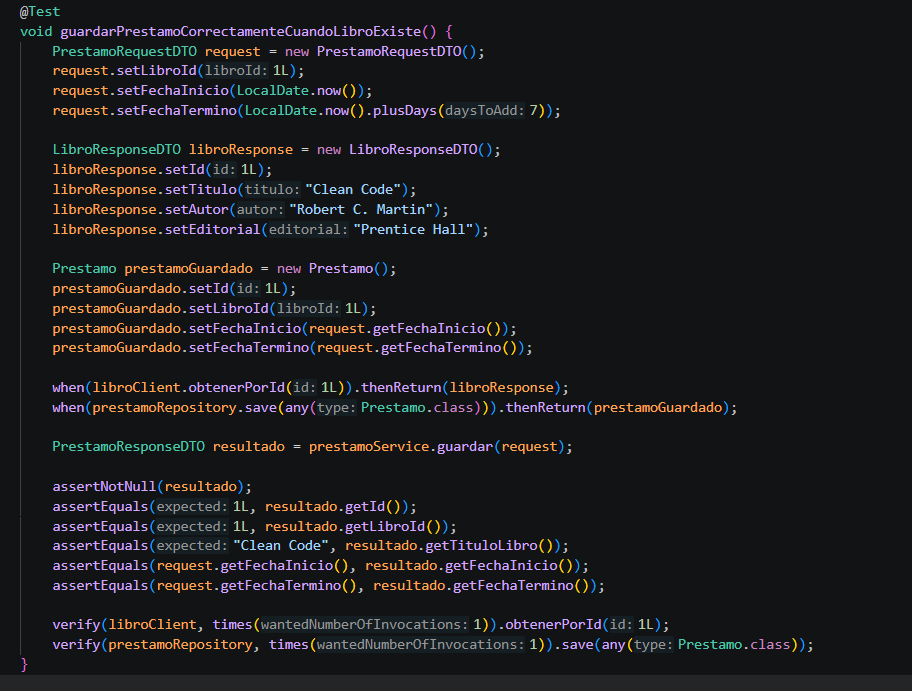 @Test
void guardarPrestamoCorrectamenteCuandoLibroExiste() {
PrestamoRequestDTO request = new PrestamoRequestDTO();
request.setLibroId(libroId: 1L);
request.setFechaInicio(LocalDate.now());
request.setFechaTermino(LocalDate.now().plusDays(daysToAdd: 7));
LibroResponseDTO libroResponse = new LibroResponseDTO();
libroResponse.setId(id: 1L);
libroResponse.setTitulo(titulo: "Clean Code");
libroResponse.setAutor(autor: "Robert C. Martin");
libroResponse.setEditorial(editorial: "Prentice Hall");
Prestamo prestamoGuardado = new Prestamo();
prestamoGuardado.setId(id: 1L);
prestamoGuardado.setLibroId(libroId: 1L);
prestamoGuardado.setFechaInicio(request.getFechaInicio());
prestamoGuardado.setFechaTermino(request.getFechaTermino());
when(libroClient.obtenerPorId(id: 1L)).thenReturn(libroResponse);
when(prestamoRepository.save(any(type: Prestamo.class))).thenReturn(prestamoGuardado);
PrestamoResponseDTO resultado = prestamoService.guardar(request);
assertNotNull(resultado);
assertEquals(expected: 1L, resultado.getId());
assertEquals(expected: 1L, resultado.getLibroId());
assertEquals(expected: "Clean Code", resultado.getTituloLibro());
assertEquals(request.getFechaInicio(), resultado.getFechaInicio());
assertEquals(request.getFechaTermino(), resultado.getFechaTermino());
verify(libroClient, times(wantedNumberOfInvocations: 1)).obtenerPorId(id: 1L);
verify(prestamoRepository, times(wantedNumberOfInvocations: 1)).save(any(type: Prestamo.class));
}